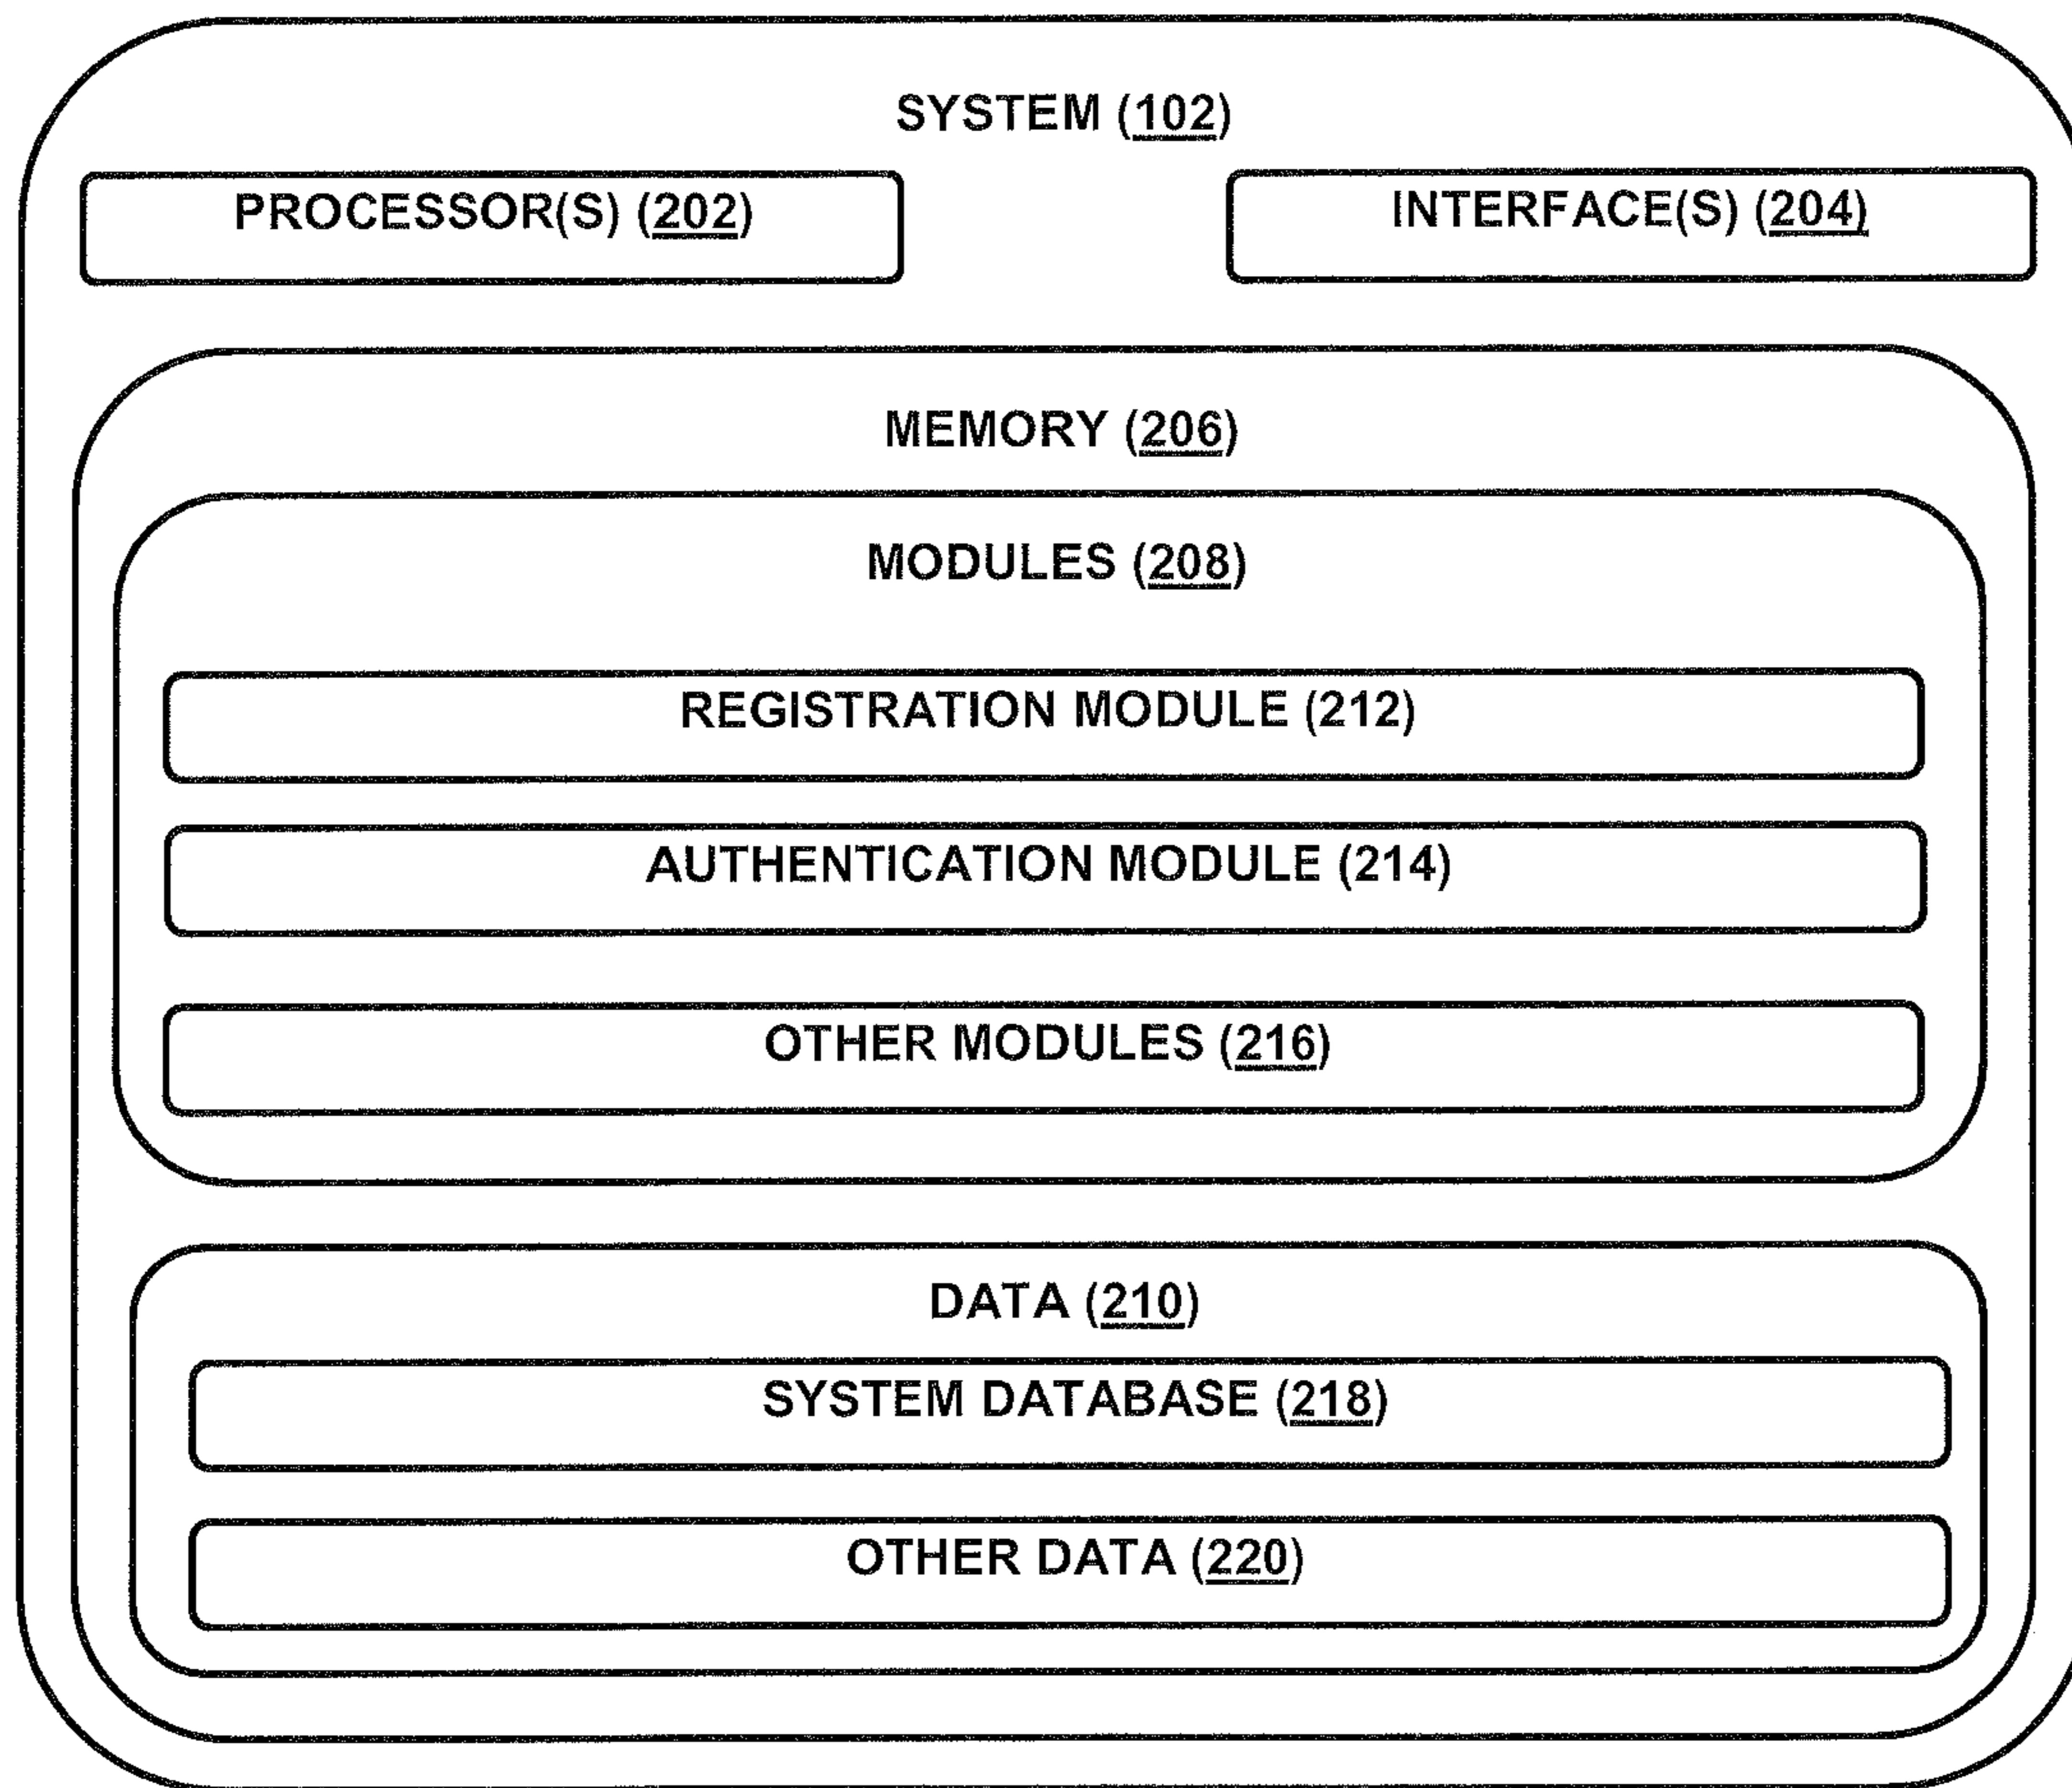 SYSTEM (102)
PROCESSOR(S) (202)
INTERFACE(S) (204)
MEMORY (206)
MODULES (208)
REGISTRATION MODULE (212)
AUTHENTICATION MODULE (214)
OTHER MODULES (216)
DATA (210)
SYSTEM DATABASE (218)
OTHER DATA (220)